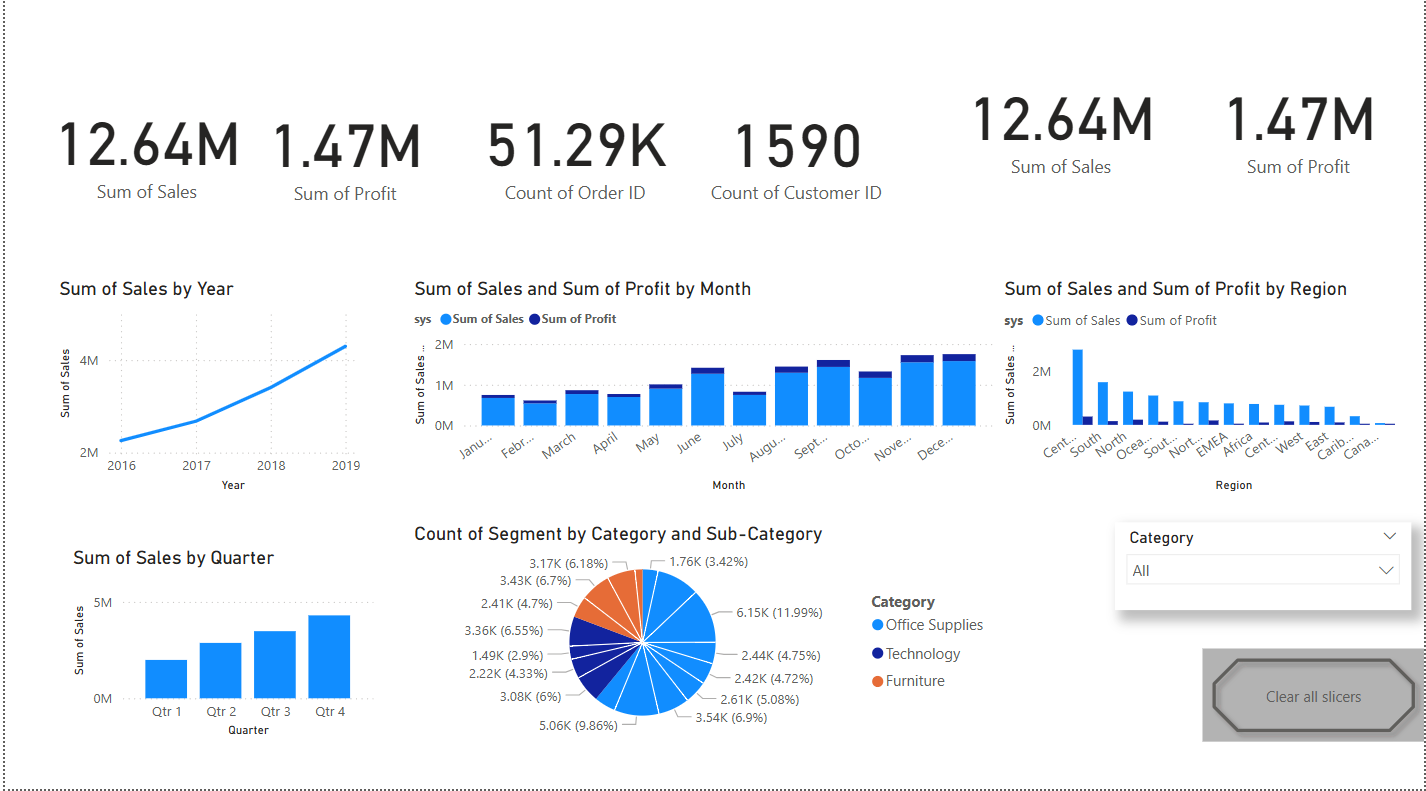 12.64M
Sum of Sales
1.47M
Sum of Profit
51.29K
Count of Order ID
1590
Count of Customer ID
12.64M
Sum of Sales
1.47M
Sum of Profit
Sum of Sales by Year
Sum of Sales
4M
2M
2016 2017 2018 2019
Year
Sum of Sales and Sum of Profit by Month
sys Sum of Sales Sum of Profit
Sum of Sales ...
2M
1M
0M
Janu... Febr... March April May June July Augu... Sept... Octo... Nove... Dece...
Month
Sum of Sales and Sum of Profit by Region
sys Sum of Sales Sum of Profit
Sum of Sales ...
2M
0M
Cent... South North Ocea... Sout... Nort... EMEA Africa Cent... West East Carib... Cana...
Region
Sum of Sales by Quarter
Sum of Sales
5M
0M
Qtr 1 Qtr 2 Qtr 3 Qtr 4
Quarter
Count of Segment by Category and Sub-Category
1.76K (3.42%)
6.15K (11.99%)
2.44K (4.75%)
2.42K (4.72%)
2.61K (5.08%)
3.54K (6.9%)
5.06K (9.86%)
3.08K (6%)
2.22K (4.33%)
1.49K (2.9%)
3.36K (6.55%)
2.41K (4.7%)
3.43K (6.7%)
3.17K (6.18%)
Category
Office Supplies
Technology
Furniture
Category
All
Clear all slicers